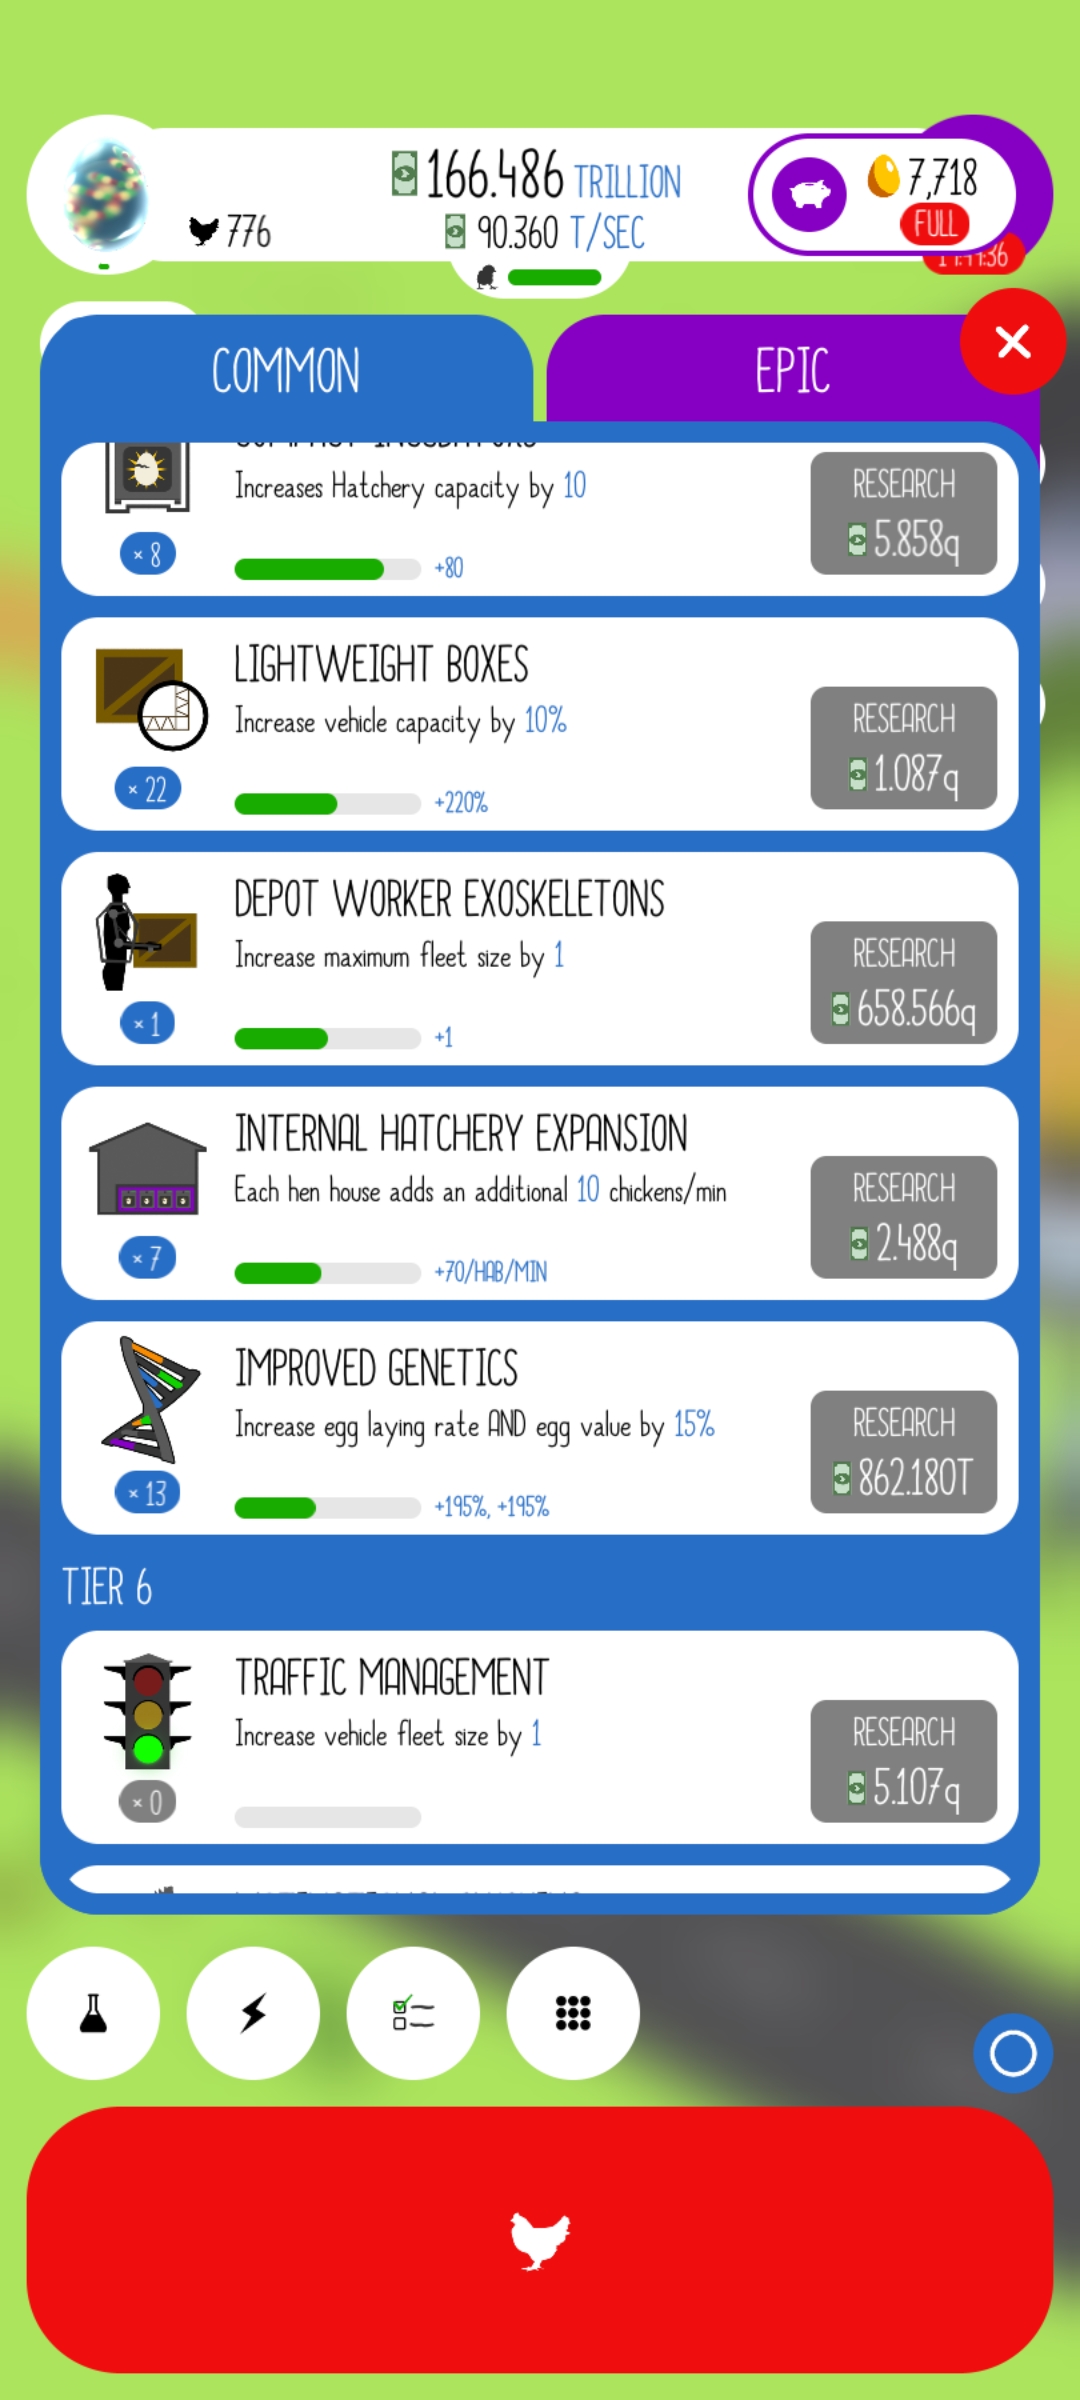 166.486 TRILLION
776
90.360 T/SEC
7,718
FULL
COMMON
EPIC
Increases Hatchery capacity by 10
× 8
+80
RESEARCH
5.858q
LIGHTWEIGHT BOXES
Increase vehicle capacity by 10%
× 22
+220%
RESEARCH
1.087q
DEPOT WORKER EXOSKELETONS
Increase maximum fleet size by 1
× 1
+1
RESEARCH
658.566q
INTERNAL HATCHERY EXPANSION
Each hen house adds an additional 10 chickens/min
× 7
+70/HAB/MIN
RESEARCH
2.488q
IMPROVED GENETICS
Increase egg laying rate AND egg value by 15%
× 13
+195%, +195%
RESEARCH
862.180T
TIER 6
TRAFFIC MANAGEMENT
Increase vehicle fleet size by 1
× 0
RESEARCH
5.107q